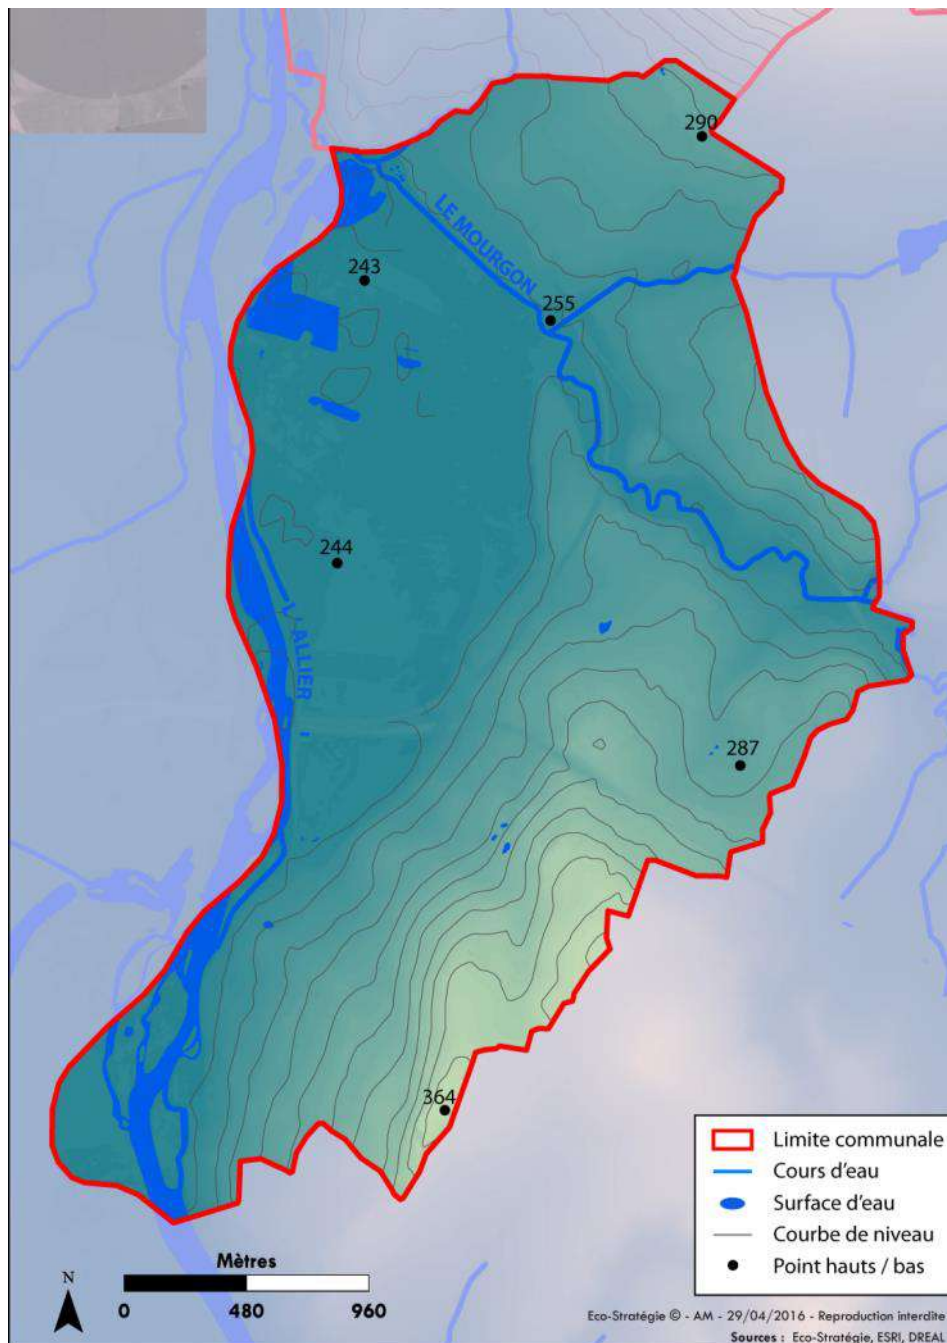 290
LE MOURGON
243
255
244
L'ALLIER
287
364
Limite communale
Cours d'eau
Surface d'eau
Courbe de niveau
Point hauts / bas
Mètres
N
0 480 960
Eco-Stratégie © - AM - 29/04/2016 - Reproduction interdite
Sources : Eco-Stratégie, ESRI, DREAL